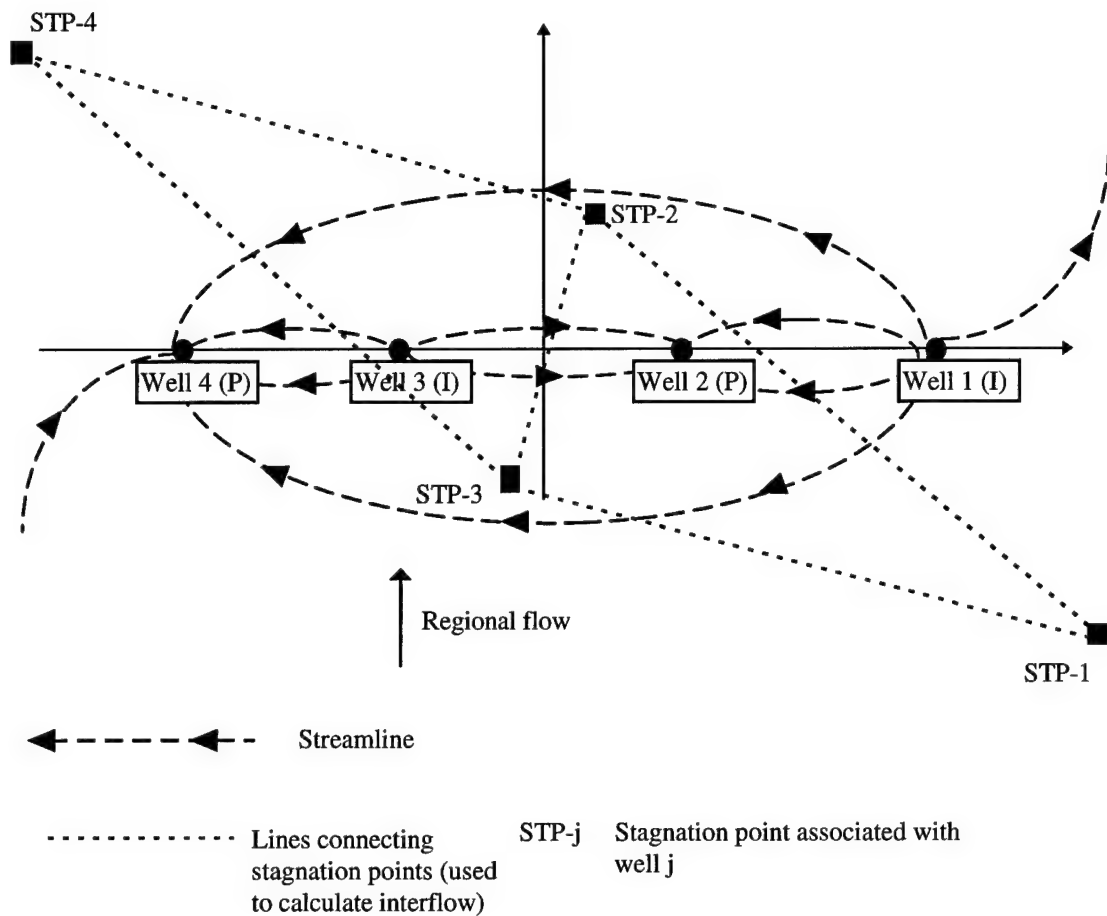 STP-4
STP-2
Well 4 (P)
Well 3 (I)
Well 2 (P)
Well 1 (I)
STP-3
Regional flow
STP-1
Streamline
Lines connecting
stagnation points (used
to calculate interflow)
STP-j Stagnation point associated with
well j